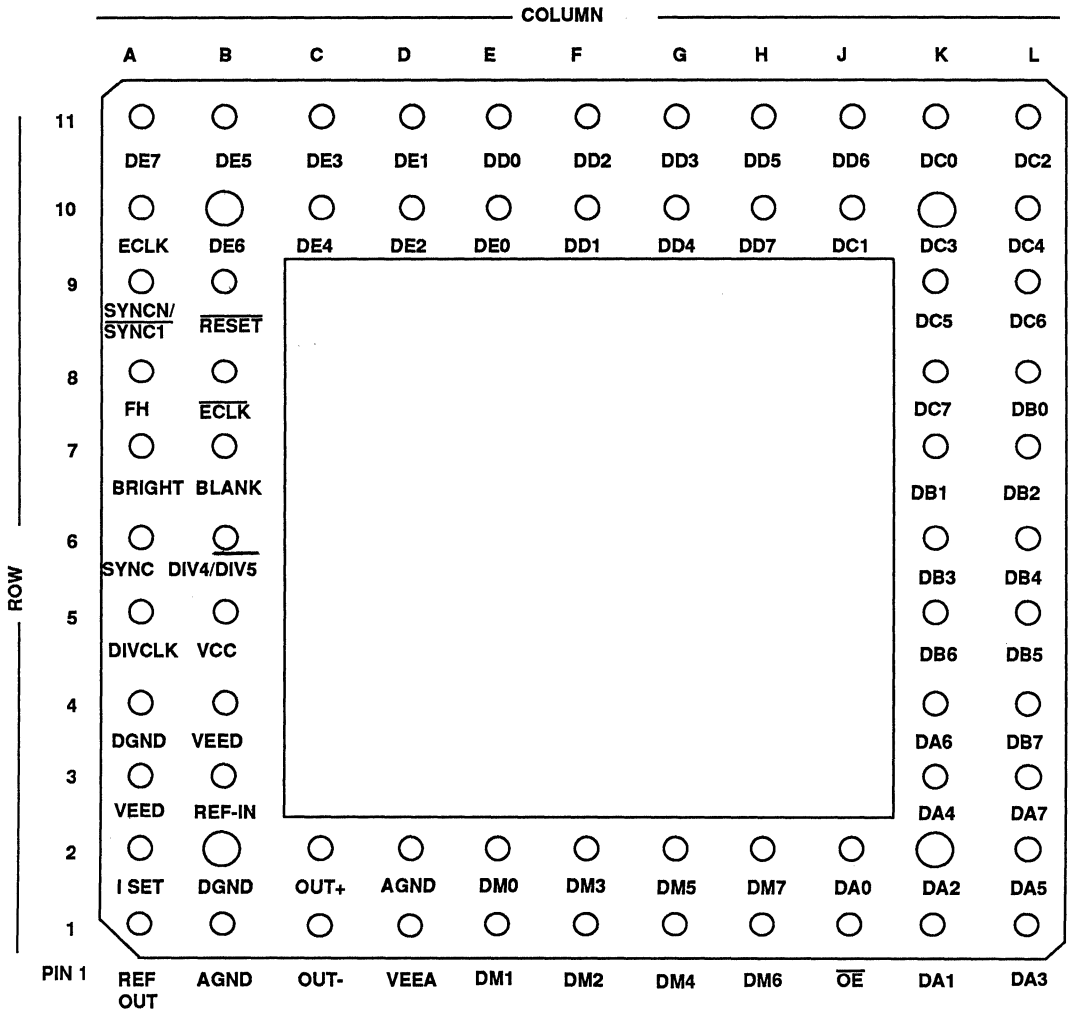 COLUMN
A B C D E F G H J K L
11
DE7 DE5 DE3 DE1 DD0 DD2 DD3 DD5 DD6 DC0 DC2
10
ECLK DE6 DE4 DE2 DE0 DD1 DD4 DD7 DC1 DC3 DC4
9
SYNCN/
SYNC1 RESET DC5 DC6
8
FH ECLK DC7 DB0
7
BRIGHT BLANK DB1 DB2
6
SYNC DIV4/DIV5 DB3 DB4
ROW
5
DIVCLK VCC DB6 DB5
4
DGND VEED DA6 DB7
3
VEED REF-IN DA4 DA7
2
I SET DGND OUT+ AGND DM0 DM3 DM5 DM7 DA0 DA2 DA5
1
PIN 1 REF AGND OUT- VEEA DM1 DM2 DM4 DM6 OE DA1 DA3
OUT